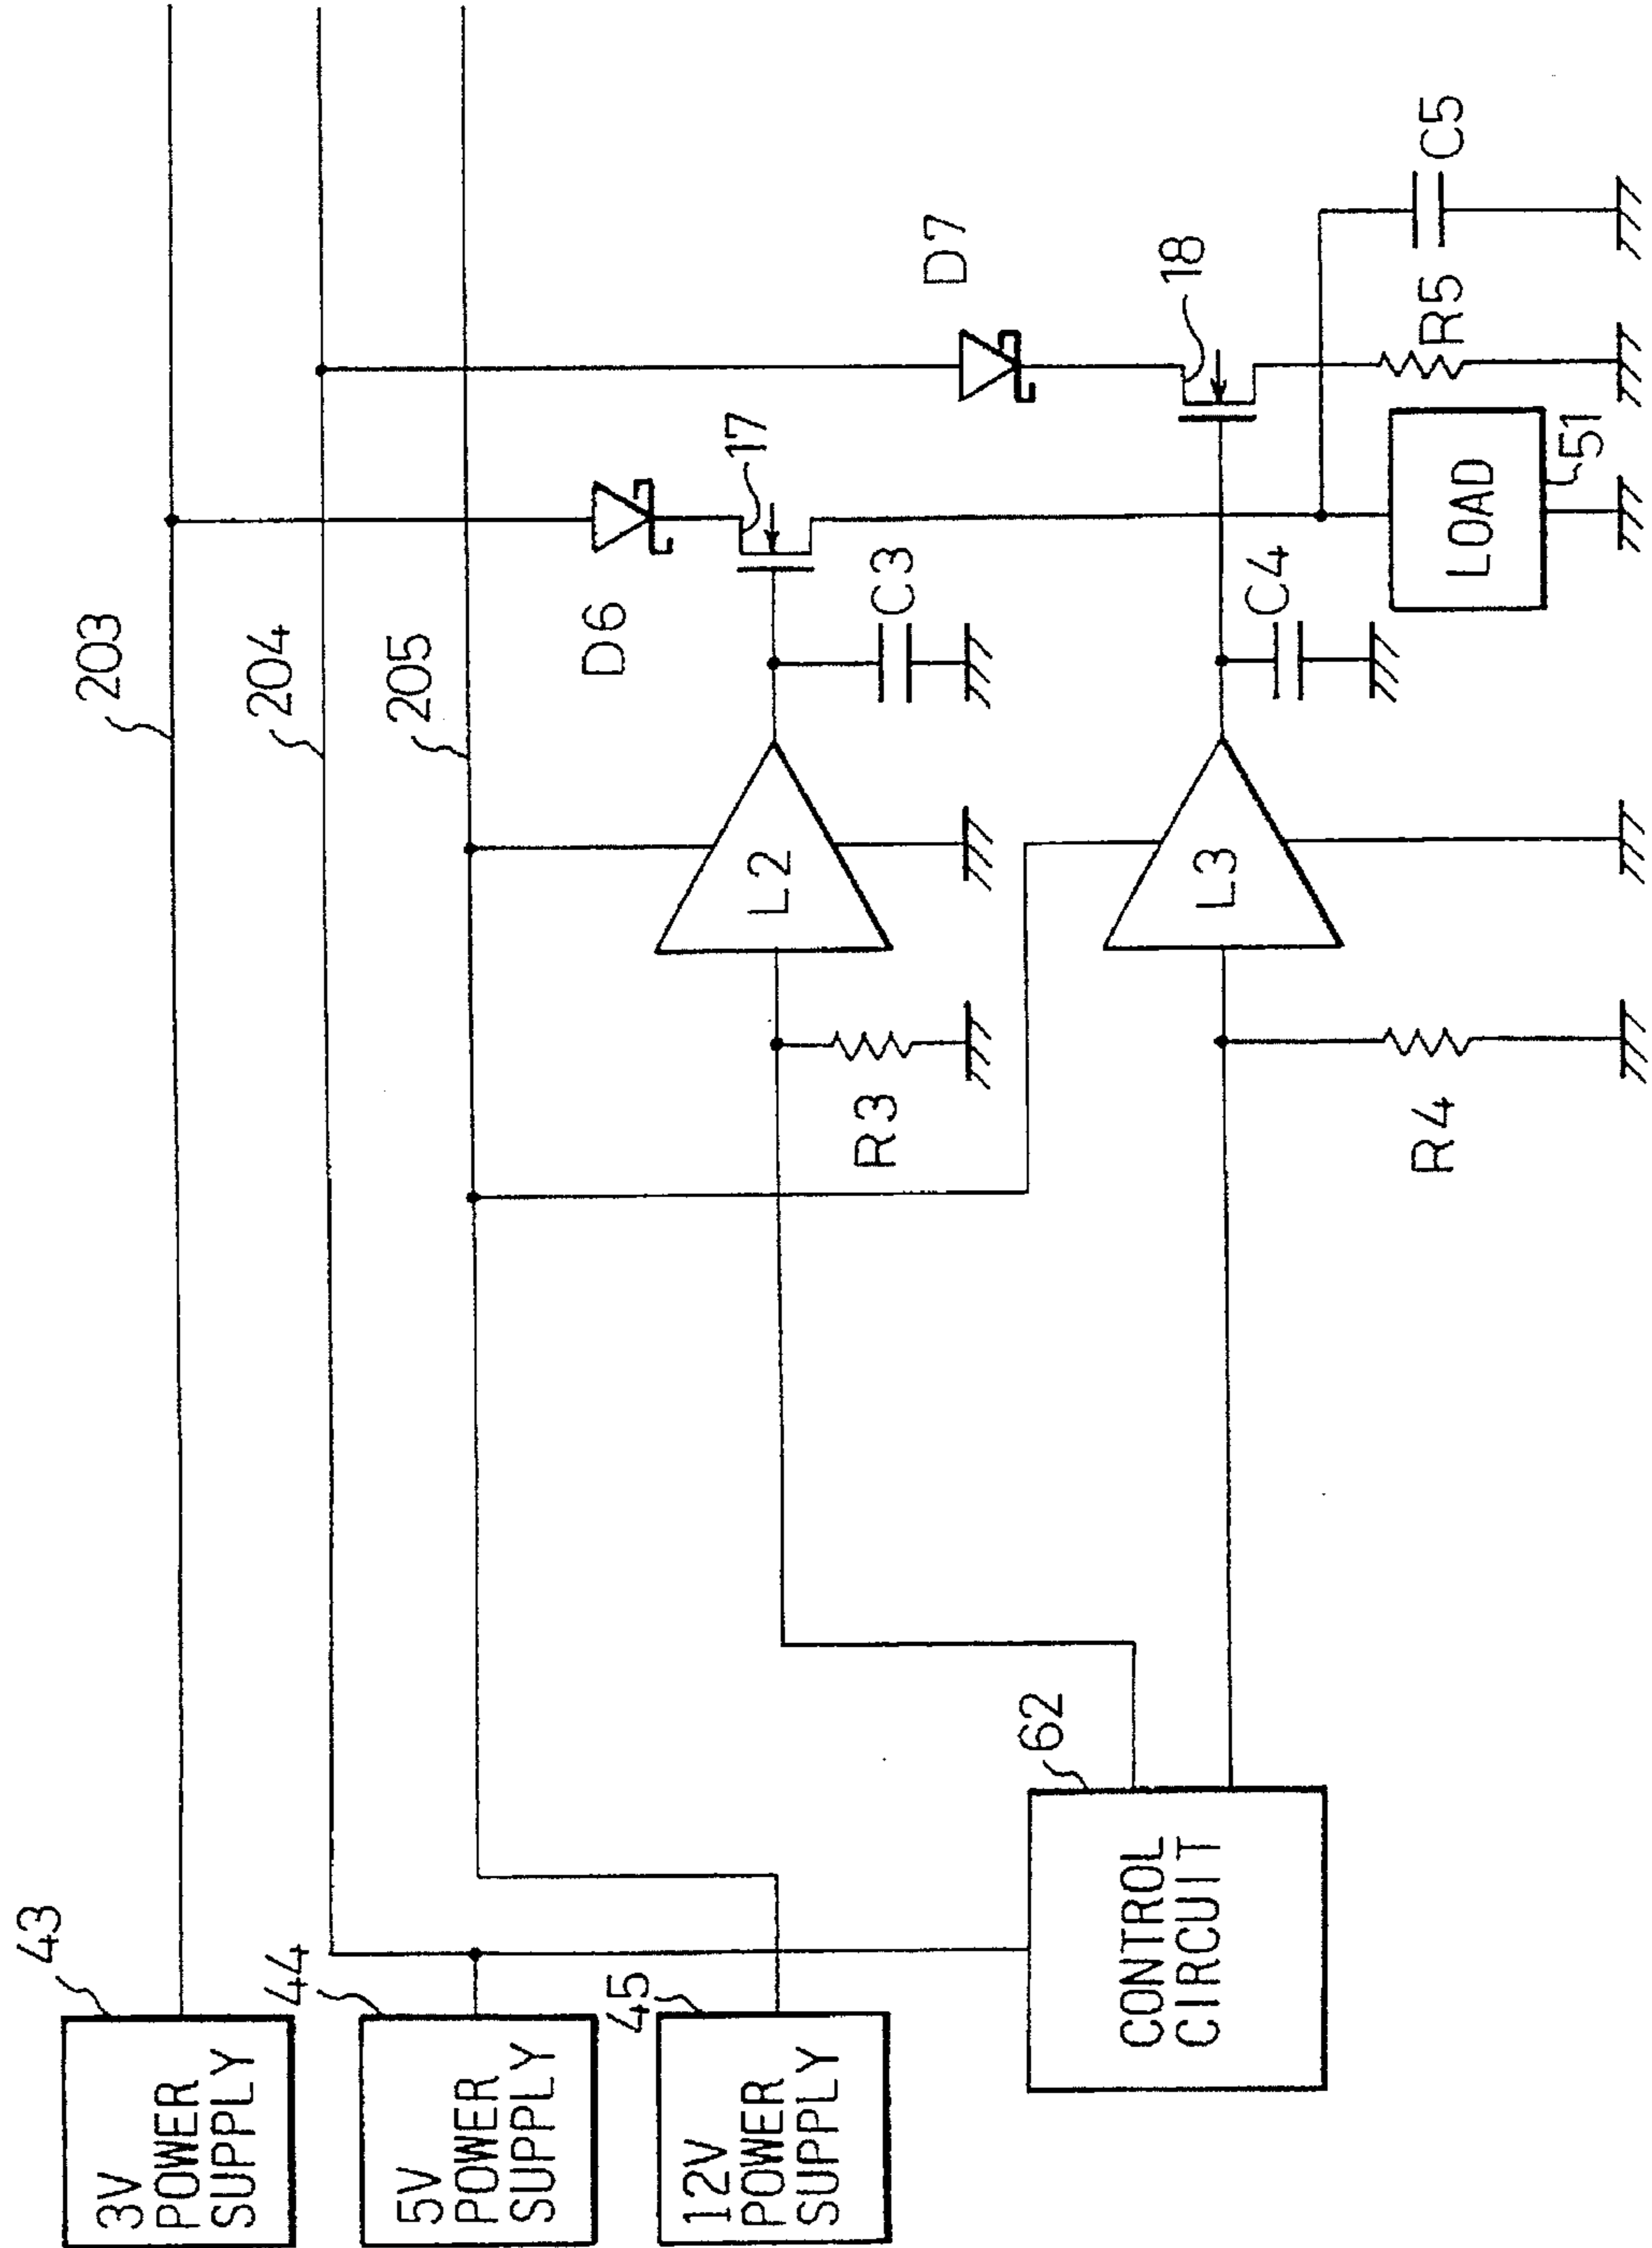 3V
POWER
SUPPLY
43
5V
POWER
SUPPLY
44
12V
POWER
SUPPLY
45
CONTROL
CIRCUIT
62
203
204
205
L2
R3
D6
17
C3
L3
R4
D7
18
C4
LOAD
51
R5
C5